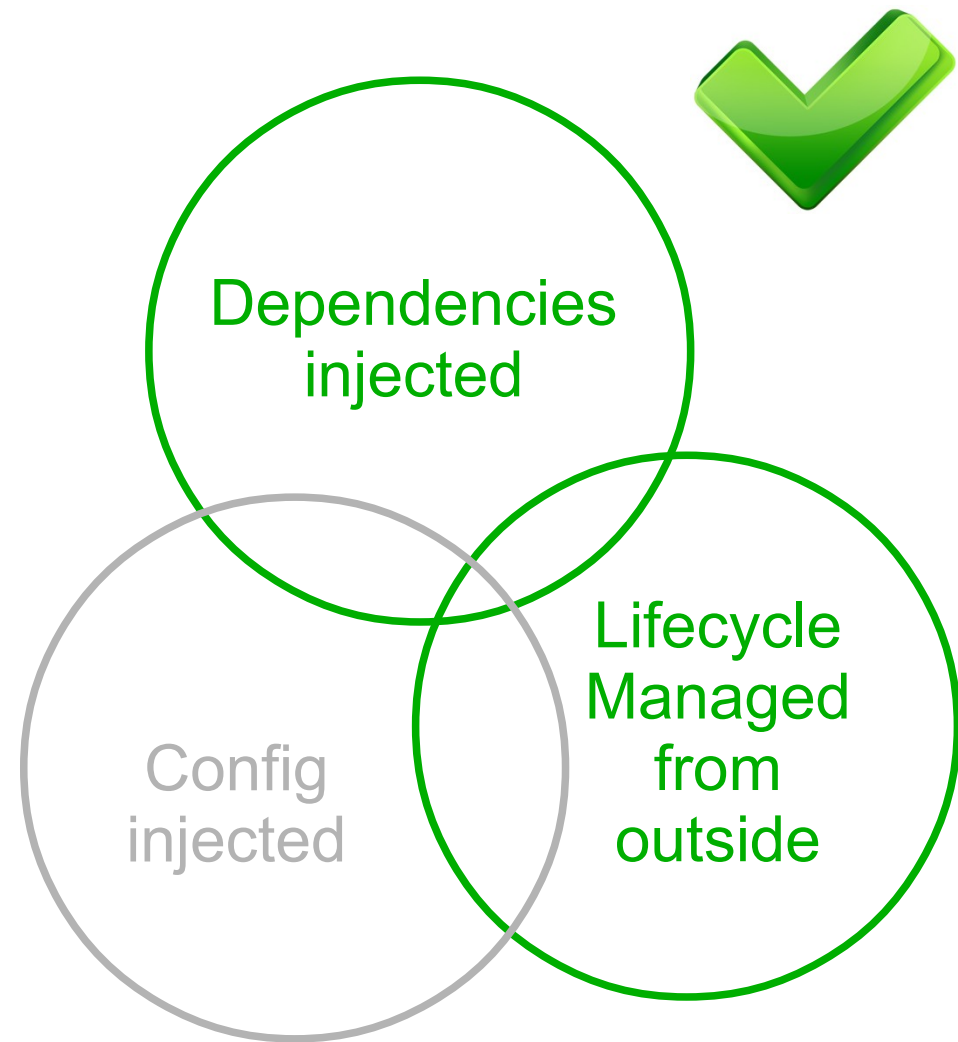 Dependencies
injected
Lifecycle
Managed
from
outside
Config
injected